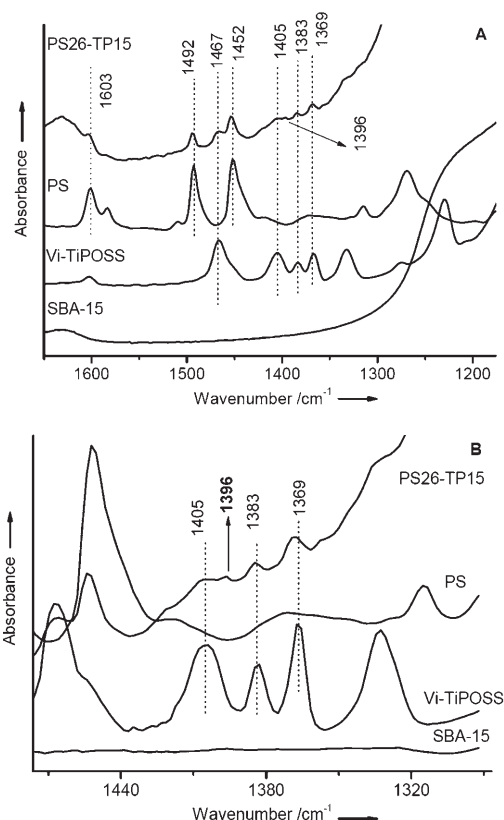 A
PS26-TP15
1603
1492
1467
1452
1405
1383
1369
1396
PS
Vi-TiPOSS
SBA-15
Absorbance
1600
1500
1400
1300
1200
Wavenumber /cm⁻¹
B
PS26-TP15
1405
1396
1383
1369
PS
Vi-TiPOSS
SBA-15
Absorbance
1440
1380
1320
Wavenumber /cm⁻¹